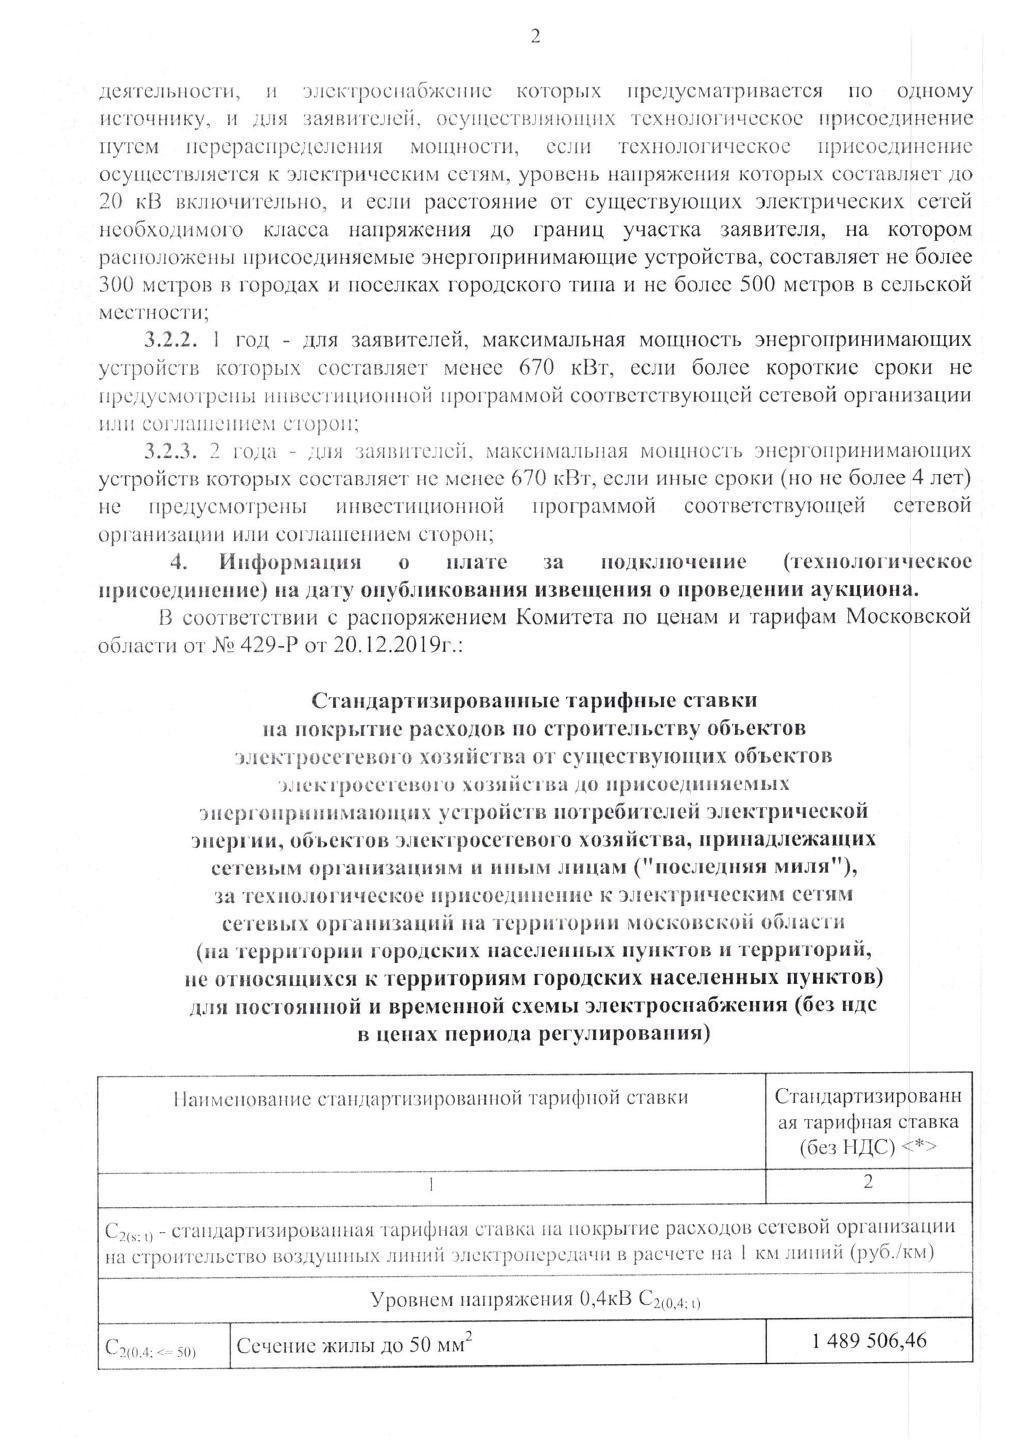 2
деятельности, и электроснабжение которых предусматривается по одному
источнику, и для заявителей, осуществляющих технологическое присоединение
путем перераспределения мощности, если технологическое присоединение
осуществляется к электрическим сетям, уровень напряжения которых составляет до
20 кВ включительно, и если расстояние от существующих электрических сетей
необходимого класса напряжения до границ участка заявителя, на котором
расположены присоединяемые энергопринимающие устройства, составляет не более
300 метров в городах и поселках городского типа и не более 500 метров в сельской
местности;
3.2.2. 1 год - для заявителей, максимальная мощность энергопринимающих
устройств которых составляет менее 670 кВт, если более короткие сроки не
предусмотрены инвестиционной программой соответствующей сетевой организации
или соглашением сторон;
3.2.3. 2 года - для заявителей, максимальная мощность энергопринимающих
устройств которых составляет не менее 670 кВт, если иные сроки (но не более 4 лет)
не предусмотрены инвестиционной программой соответствующей сетевой
организации или соглашением сторон;
4. Информация о плате за подключение (технологическое
присоединение) на дату опубликования извещения о проведении аукциона.
В соответствии с распоряжением Комитета по ценам и тарифам Московской
области от № 429-Р от 20.12.2019г.:
Стандартизированные тарифные ставки
на покрытие расходов по строительству объектов
электросетевого хозяйства от существующих объектов
электросетевого хозяйства до присоединяемых
энергопринимающих устройств потребителей электрической
энергии, объектов электросетевого хозяйства, принадлежащих
сетевым организациям и иным лицам ("последняя миля"),
за технологическое присоединение к электрическим сетям
сетевых организаций на территории московской области
(на территории городских населенных пунктов и территорий,
не относящихся к территориям городских населенных пунктов)
для постоянной и временной схемы электроснабжения (без ндс
в ценах периода регулирования)
Наименование стандартизированной тарифной ставки
Стандартизированн
ая тарифная ставка
(без НДС) <*>
1 2
C2(s; t) - стандартизированная тарифная ставка на покрытие расходов сетевой организации
на строительство воздушных линий электропередачи в расчете на 1 км линий (руб./км)
Уровнем напряжения 0,4кВ C2(0,4; t)
C2(0.4; <= 50) Сечение жилы до 50 мм2 1 489 506,46